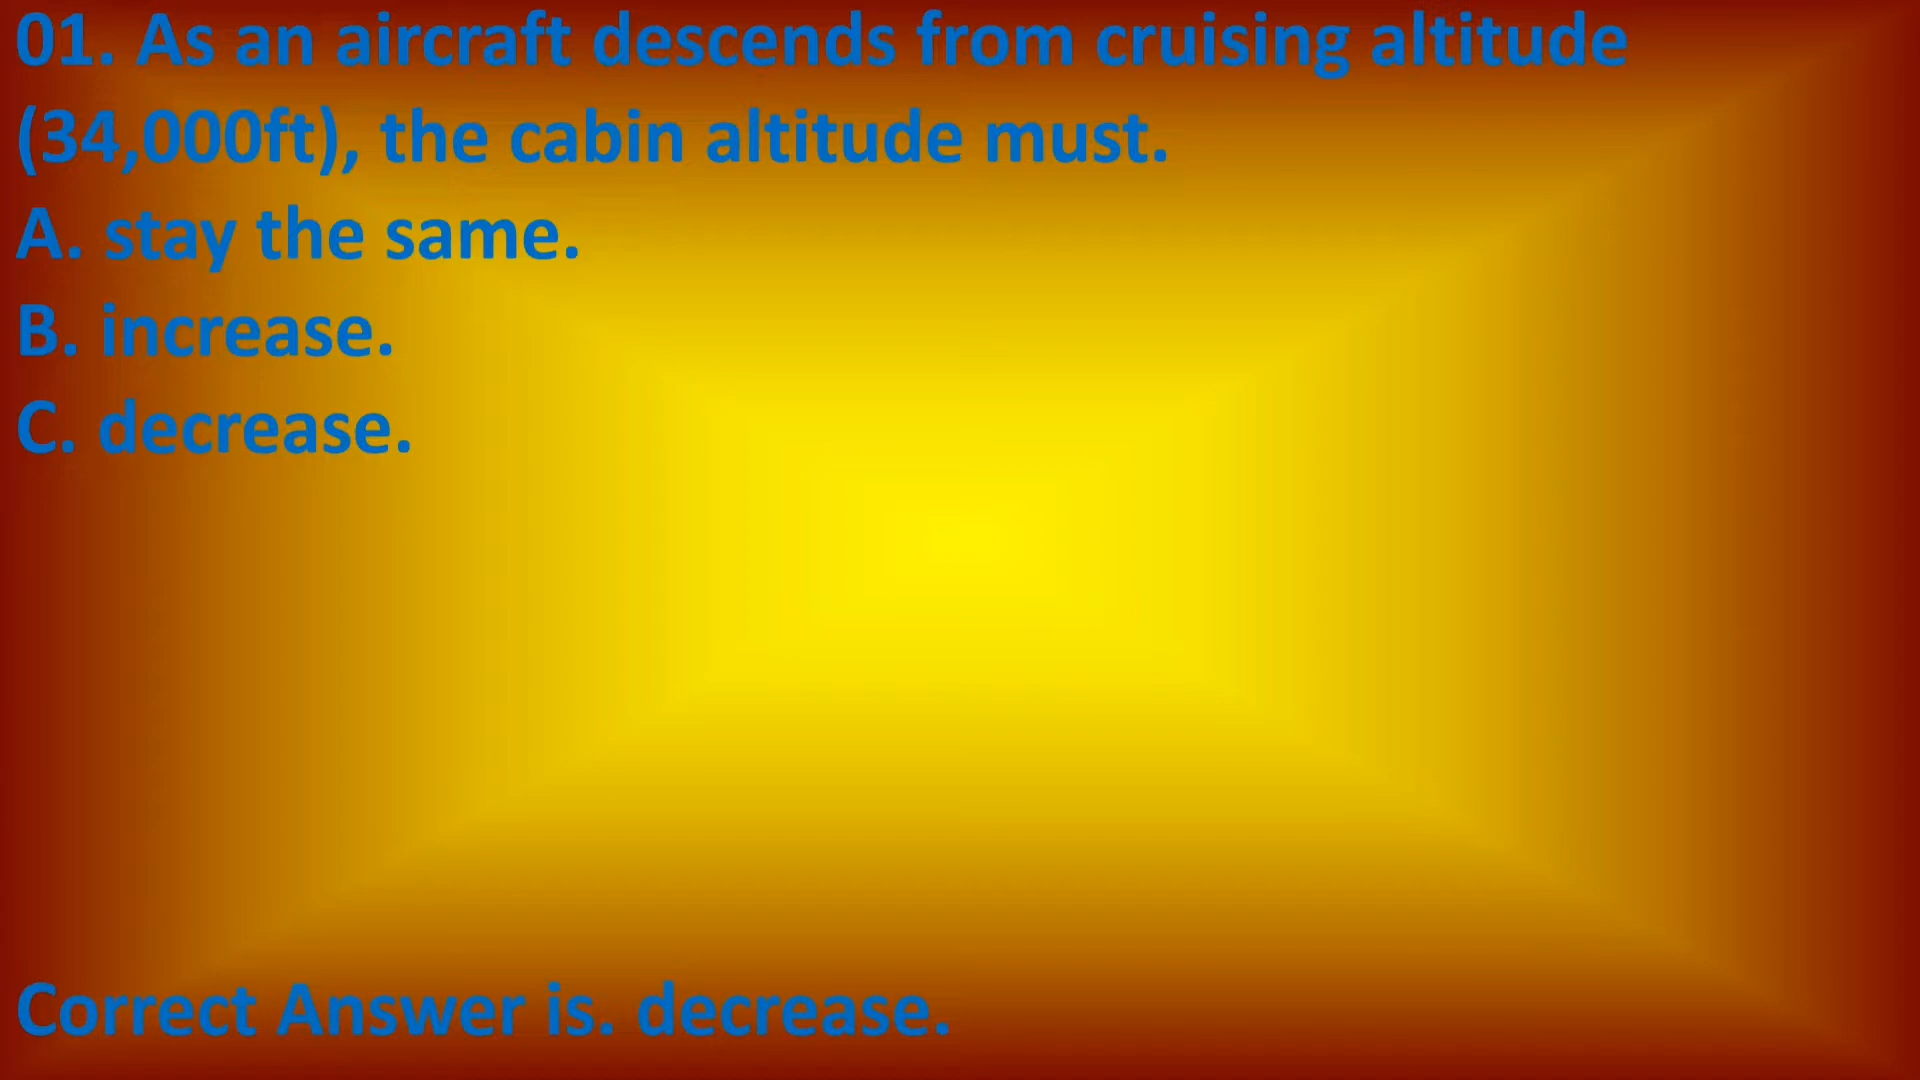 01. As an aircraft descends from cruising altitude
(34,000ft), the cabin altitude must.
A. stay the same.
B. increase.
C. decrease.
Correct Answer is. decrease.